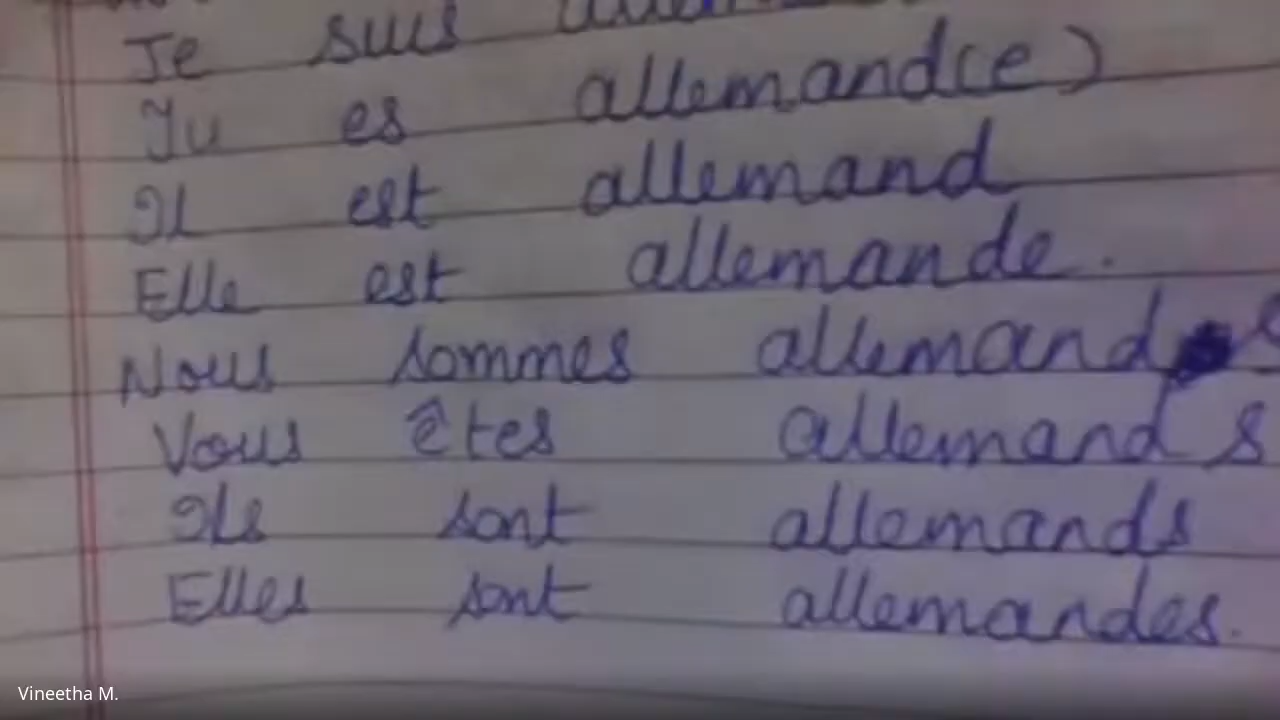 Je suis
Tu es allemand(e)
Il est allemand
Elle est allemande.
Nous sommes allemands
Vous êtes allemands
Ils sont allemands
Elles sont allemandes.
Vineetha M.